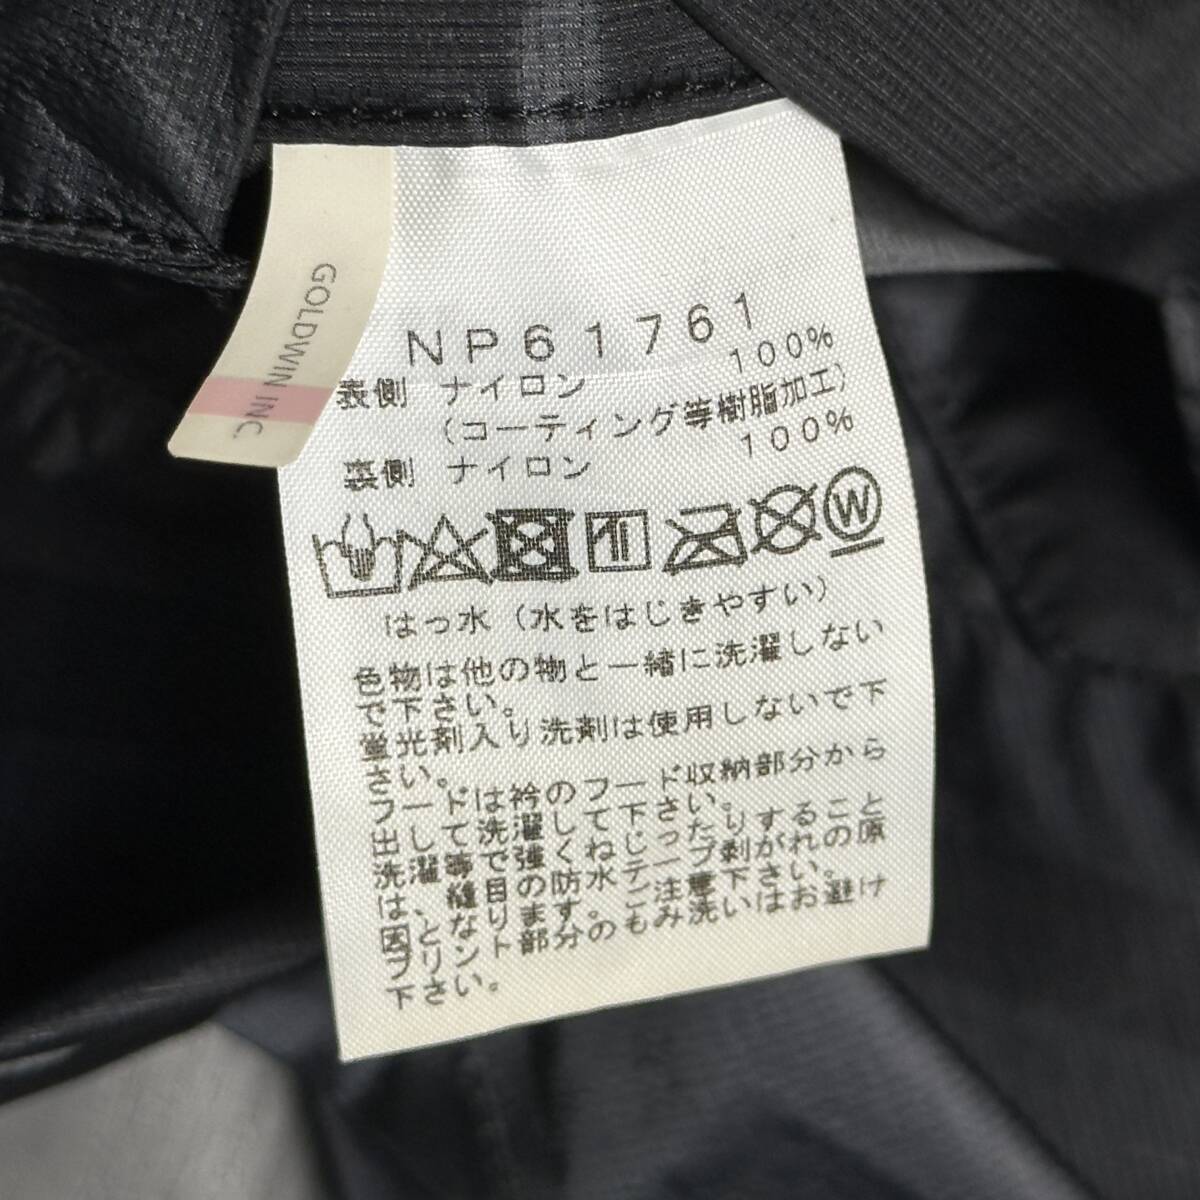 GOLDWIN INC.
NP61761
表側 ナイロン 100%
(コーティング等樹脂加工)
裏側 ナイロン 100%
W
はっ水(水をはじきやすい)
色物は他の物と一緒に洗濯しない
で下さい。
蛍光剤入り洗剤は使用しないで下
さい。
フードは衿のフード収納部分から
出して洗濯して下さい。
洗濯等で強くねじったりすること
は、縫目の防水テープ剥がれの原
因となります。ご注意下さい。
プリント部分のもみ洗いはお避け
下さい。